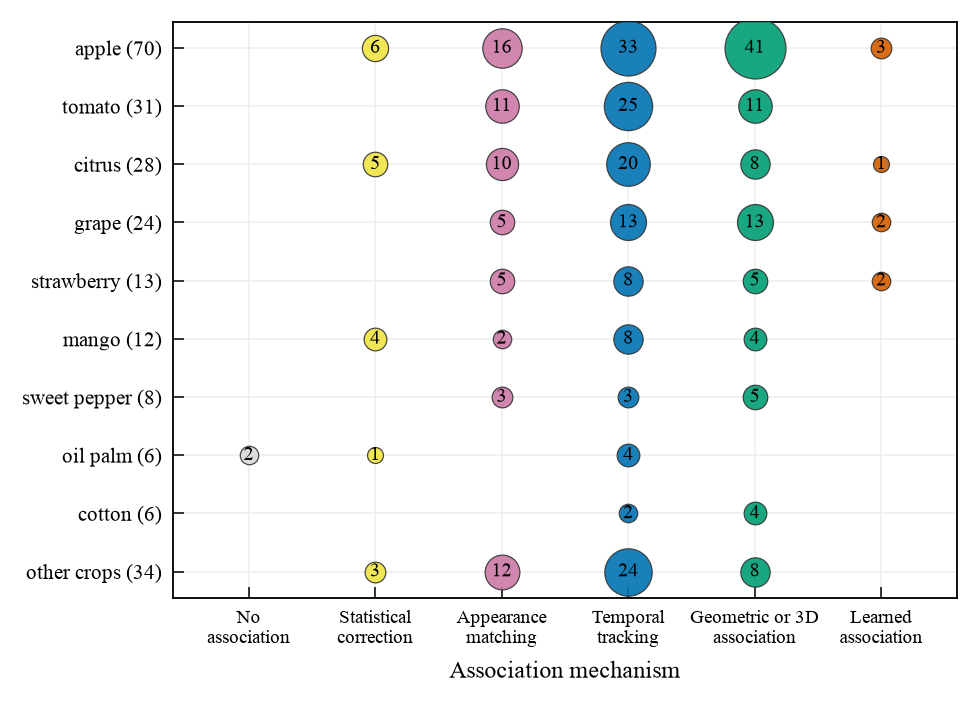 apple (70) 6 16 33 41 3
tomato (31) 11 25 11
citrus (28) 5 10 20 8 1
grape (24) 5 13 13 2
strawberry (13) 5 8 5 2
mango (12) 4 2 8 4
sweet pepper (8) 3 3 5
oil palm (6) 2 1 4
cotton (6) 2 4
other crops (34) 3 12 24 8
No Statistical Appearance Temporal Geometric or 3D Learned
association correction matching tracking association association
Association mechanism